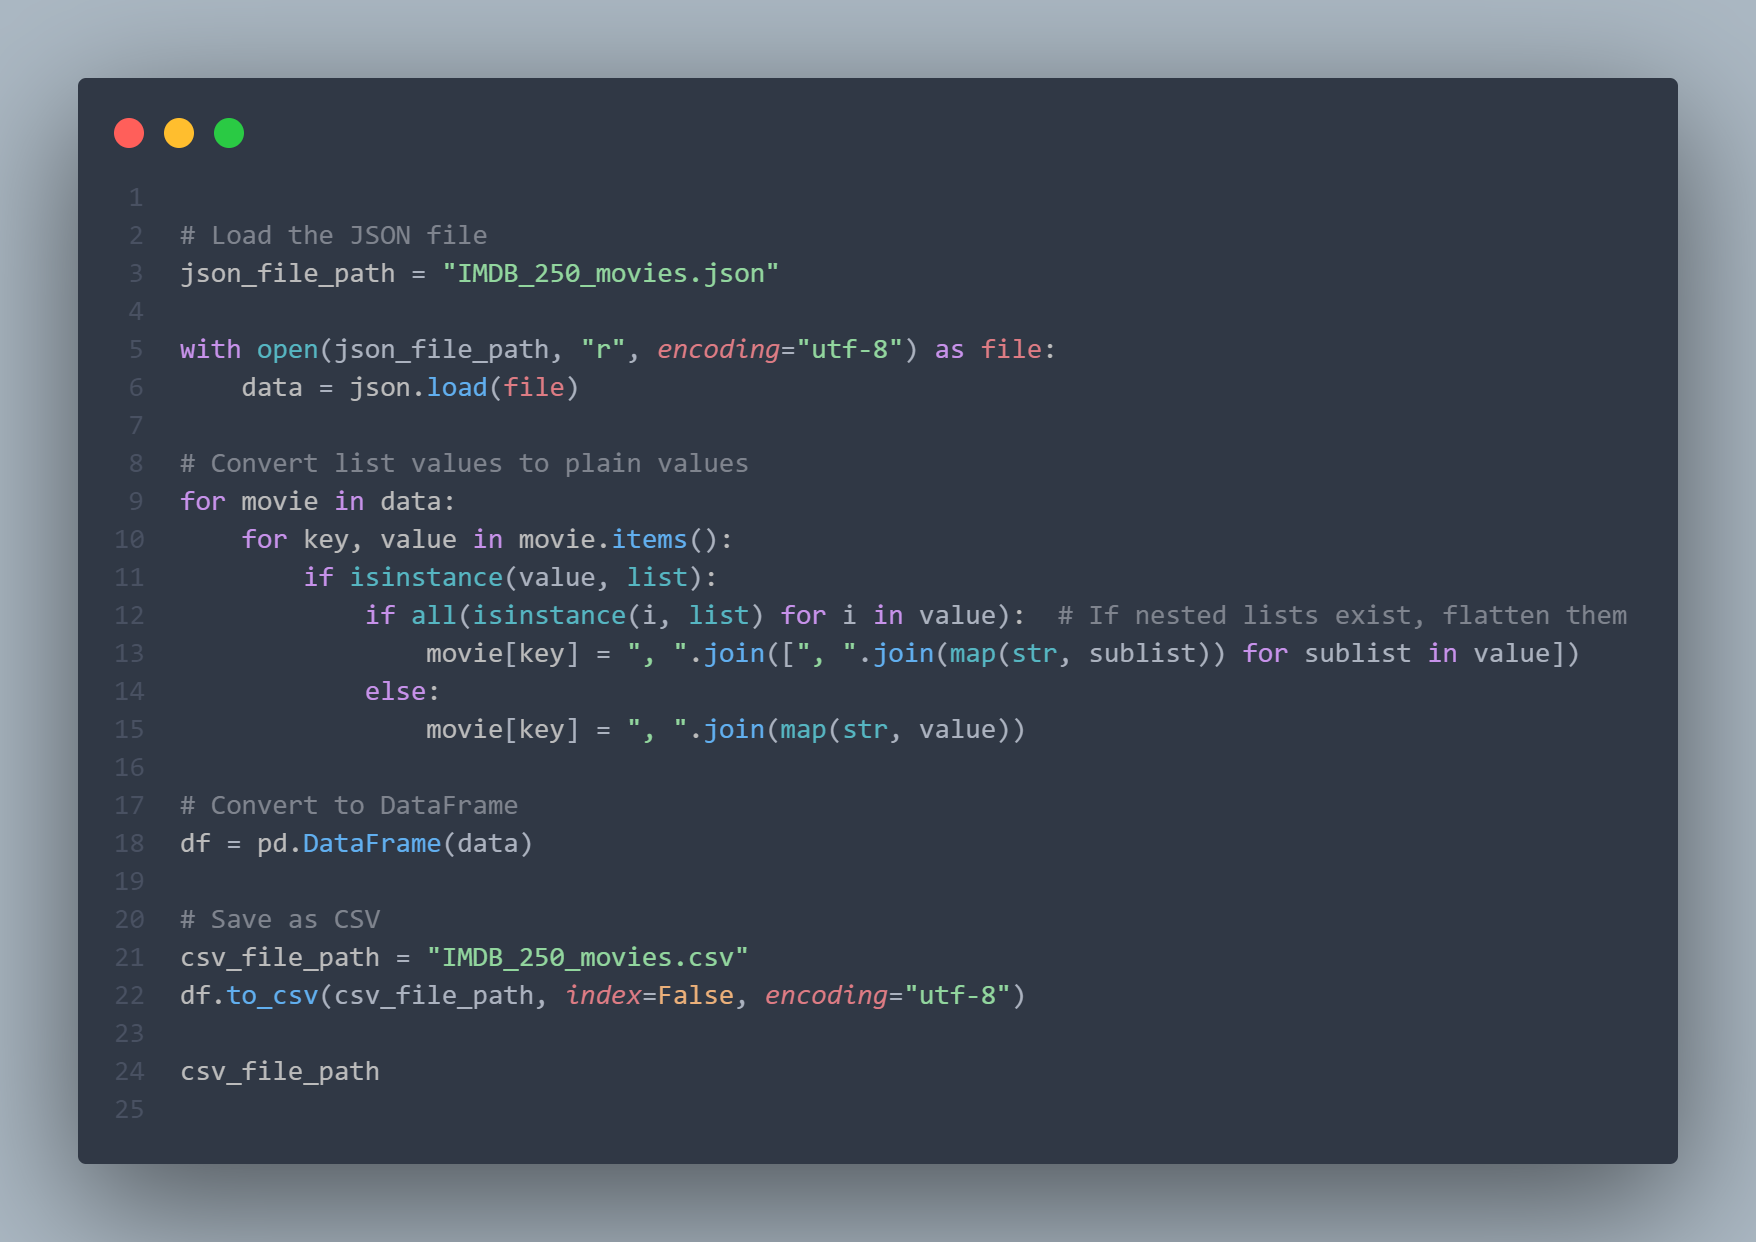 1
2 # Load the JSON file
3 json_file_path = "IMDB_250_movies.json"
4
5 with open(json_file_path, "r", encoding="utf-8") as file:
6     data = json.load(file)
7
8 # Convert list values to plain values
9 for movie in data:
10     for key, value in movie.items():
11         if isinstance(value, list):
12             if all(isinstance(i, list) for i in value):  # If nested lists exist, flatten them
13                 movie[key] = ", ".join([", ".join(map(str, sublist)) for sublist in value])
14             else:
15                 movie[key] = ", ".join(map(str, value))
16
17 # Convert to DataFrame
18 df = pd.DataFrame(data)
19
20 # Save as CSV
21 csv_file_path = "IMDB_250_movies.csv"
22 df.to_csv(csv_file_path, index=False, encoding="utf-8")
23
24 csv_file_path
25